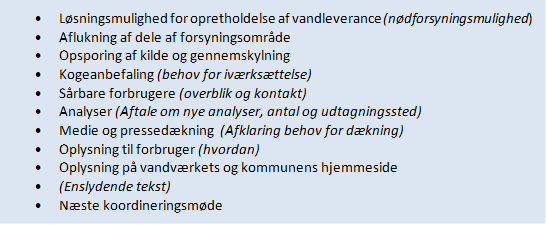 • Løsningsmulighed for opretholdelse af vandleverance (nødforsyningsmulighed)
• Aflukning af dele af forsyningsområde
• Opsporing af kilde og gennemskylning
• Kogeanbefaling (behov for iværksættelse)
• Sårbare forbrugere (overblik og kontakt)
• Analyser (Aftale om nye analyser, antal og udtagningssted)
• Medie og pressedækning (Afklaring behov for dækning)
• Oplysning til forbruger (hvordan)
• Oplysning på vandværkets og kommunens hjemmeside
• (Enslydende tekst)
• Næste koordineringsmøde